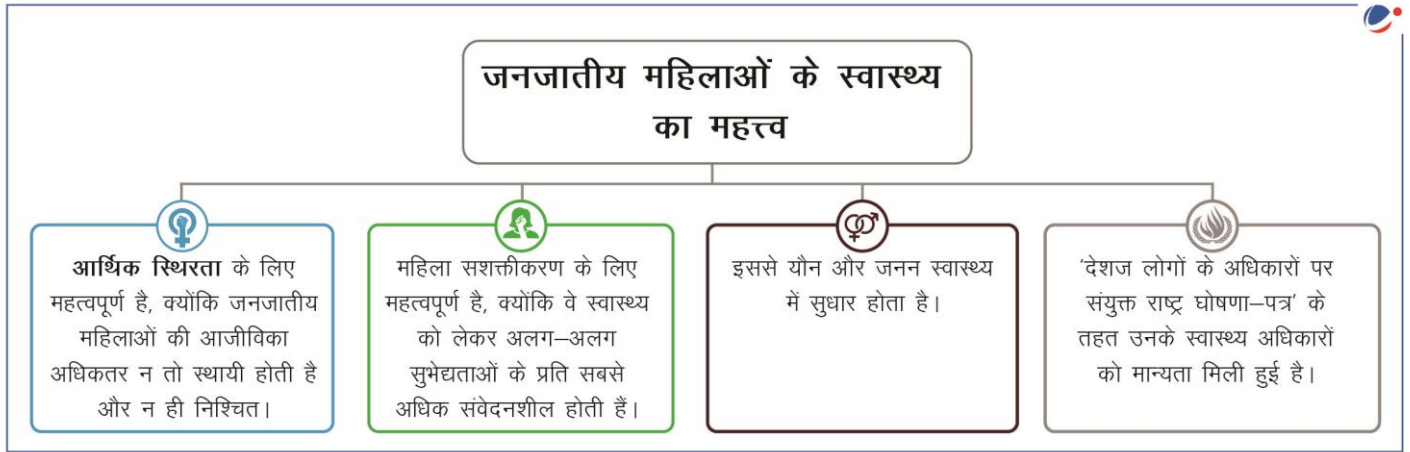 जनजातीय महिलाओं के स्वास्थ्य
का महत्त्व
आर्थिक स्थिरता के लिए
महत्वपूर्ण है, क्योंकि जनजातीय
महिलाओं की आजीविका
अधिकतर न तो स्थायी होती है
और न ही निश्चित।
महिला सशक्तीकरण के लिए
महत्वपूर्ण है, क्योंकि वे स्वास्थ्य
को लेकर अलग–अलग
सुभेद्यताओं के प्रति सबसे
अधिक संवेदनशील होती हैं।
इससे यौन और जनन स्वास्थ्य
में सुधार होता है।
'देशज लोगों के अधिकारों पर
संयुक्त राष्ट्र घोषणा–पत्र' के
तहत उनके स्वास्थ्य अधिकारों
को मान्यता मिली हुई है।